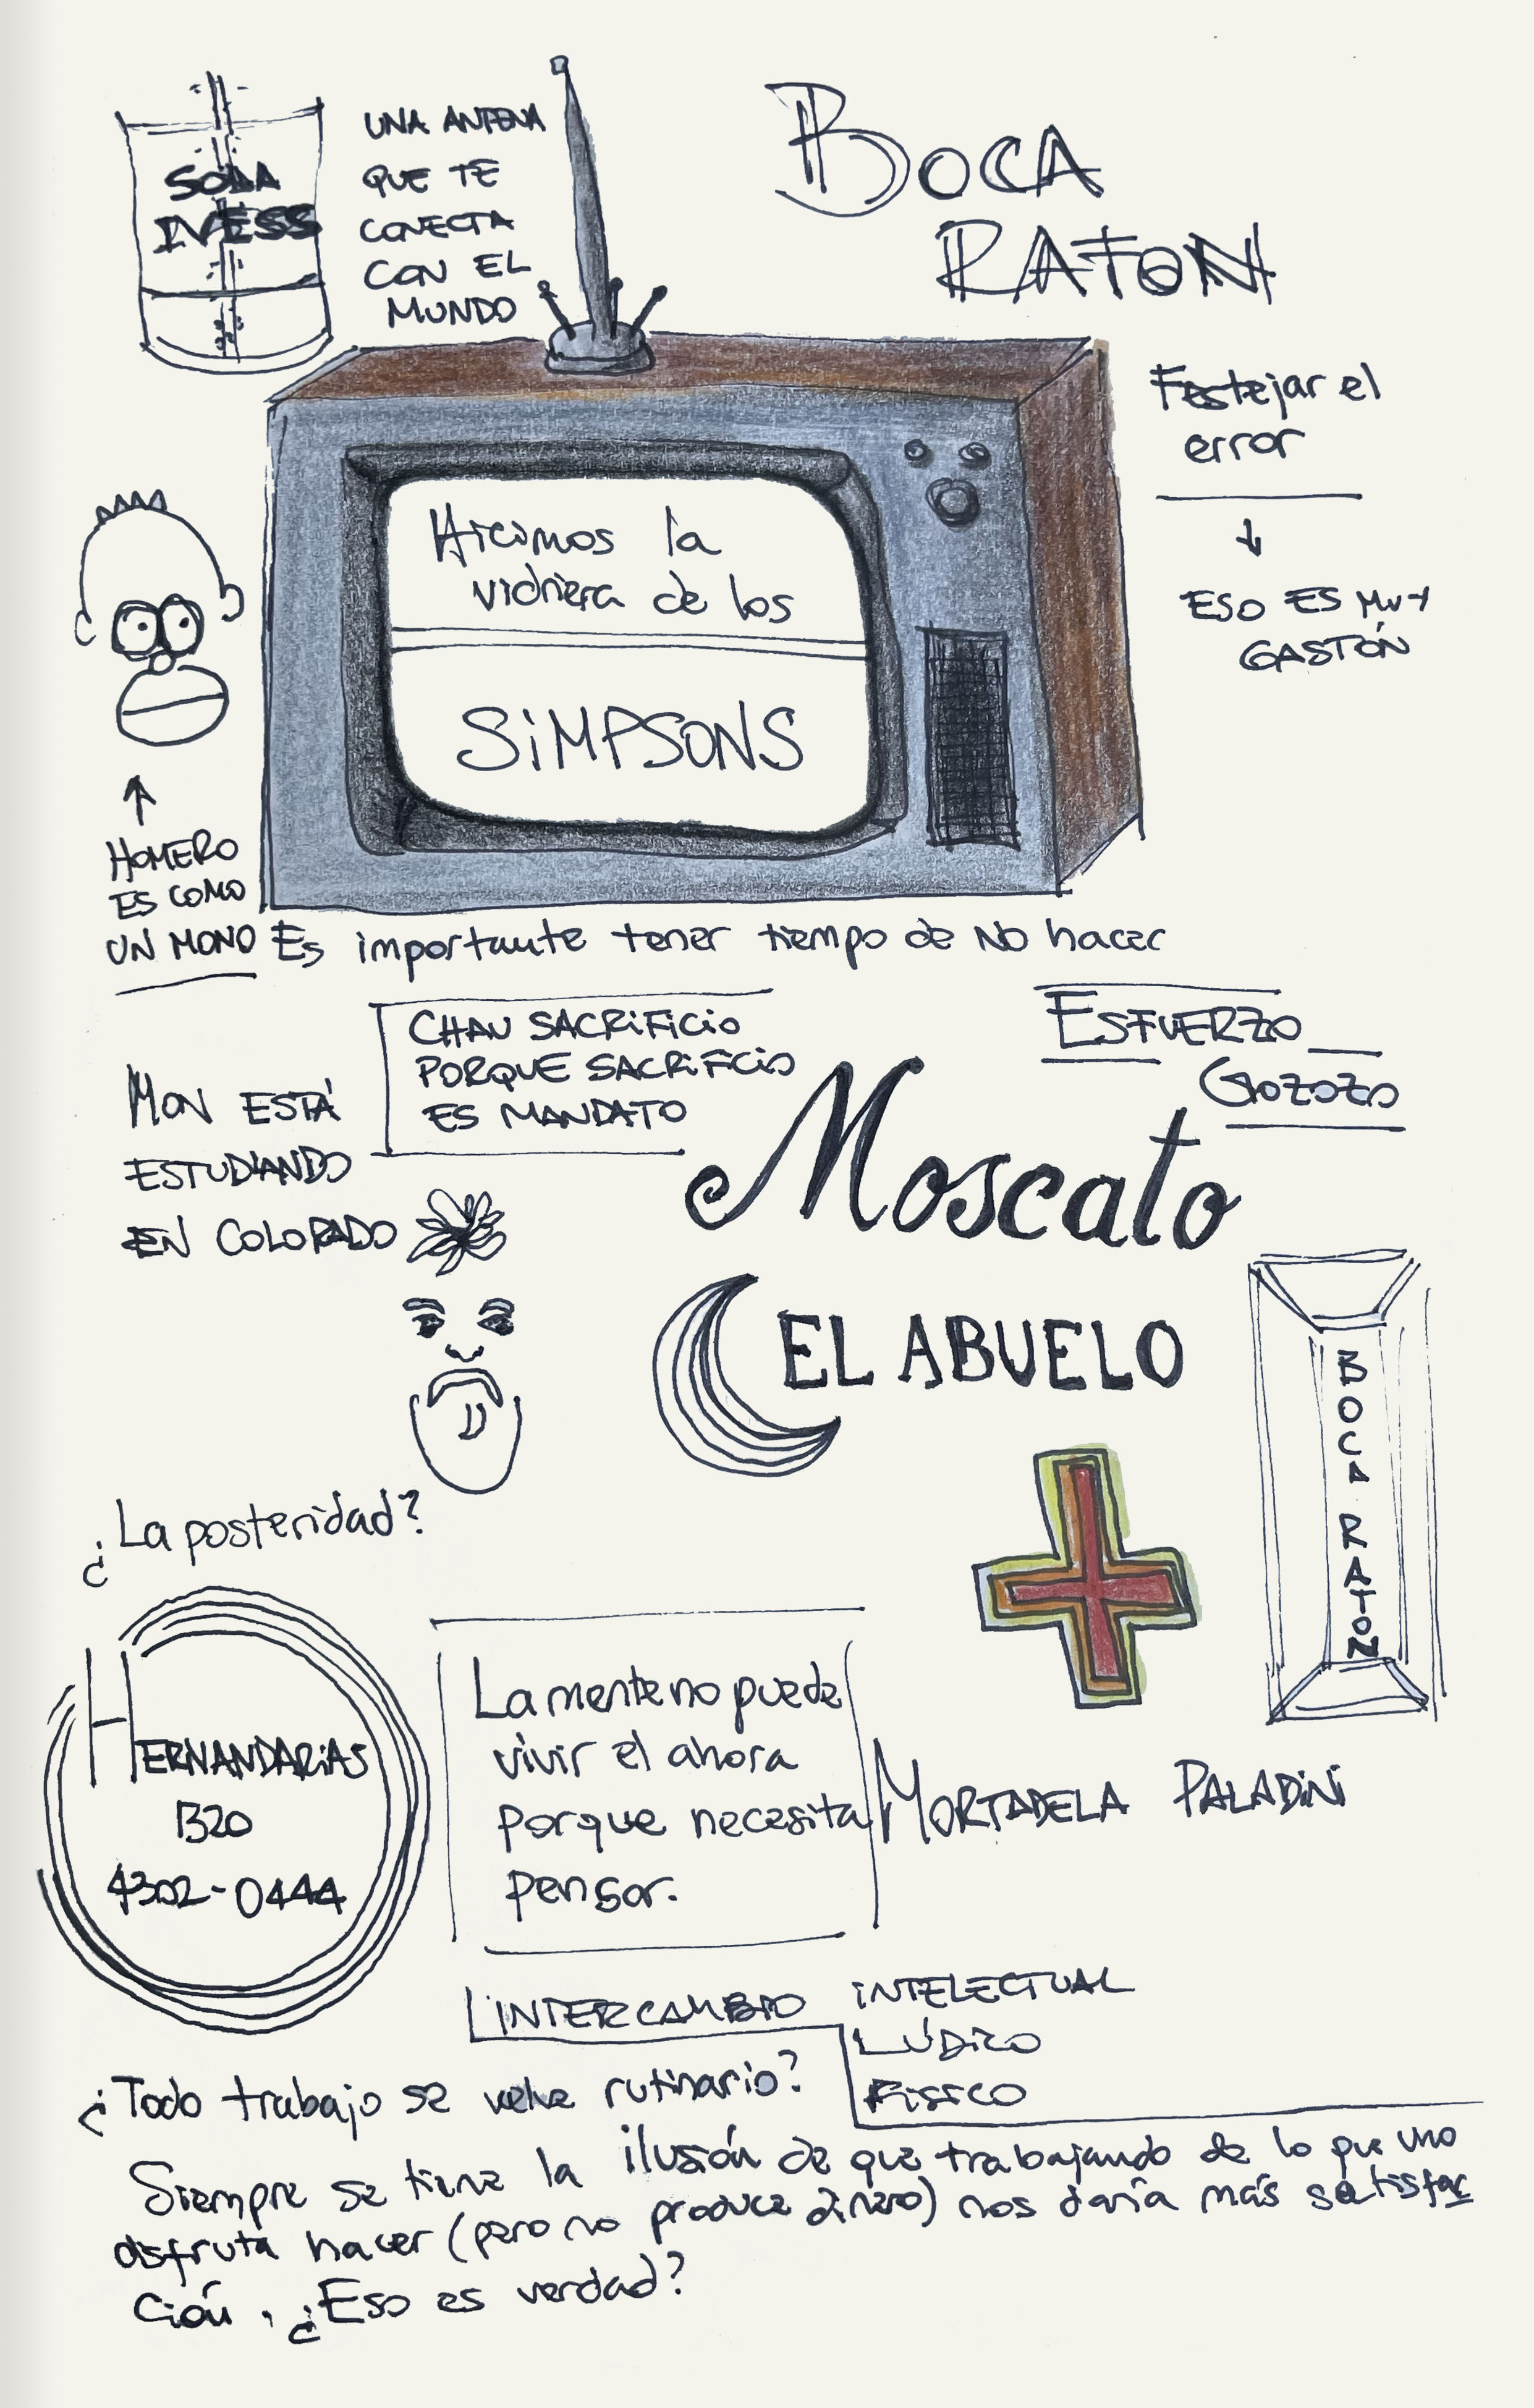 SODA
IVESS
UNA ANTENA
QUE TE
CONECTA
CON EL
MUNDO
BOCA
RATON
Festejar el
error
ESO ES MUY
GASTÓN
Hicimos la
vidriera de los
SiMPSONS
HOMERO
ES COMO
UN MONO
Es importante tener tiempo de NO hacer
CHAU SACRiFiCiO
PORQUE SACRiFiCiO
ES MANDATO
ESFUERZO
GOZOZO
MON ESTÁ
ESTUDIANDO
EN COLORADO
Moscato
EL ABUELO
BOCA RATON
¿La posteridad?
HERNANDARiAS
1320
4302-0444
La mente no puede
vivir el ahora
porque necesita
pensar.
MORTADELA PALADiNi
iNTERCAMBIO iNTELECTUAL
LÚDiCO
FiSiCO
¿Todo trabajo se velve rutinario?
Siempre se tiene la ilusión de que trabajando de lo que uno
disfruta hacer (pero no produce dinero) nos daría más satisfac
ción. ¿Eso es verdad?